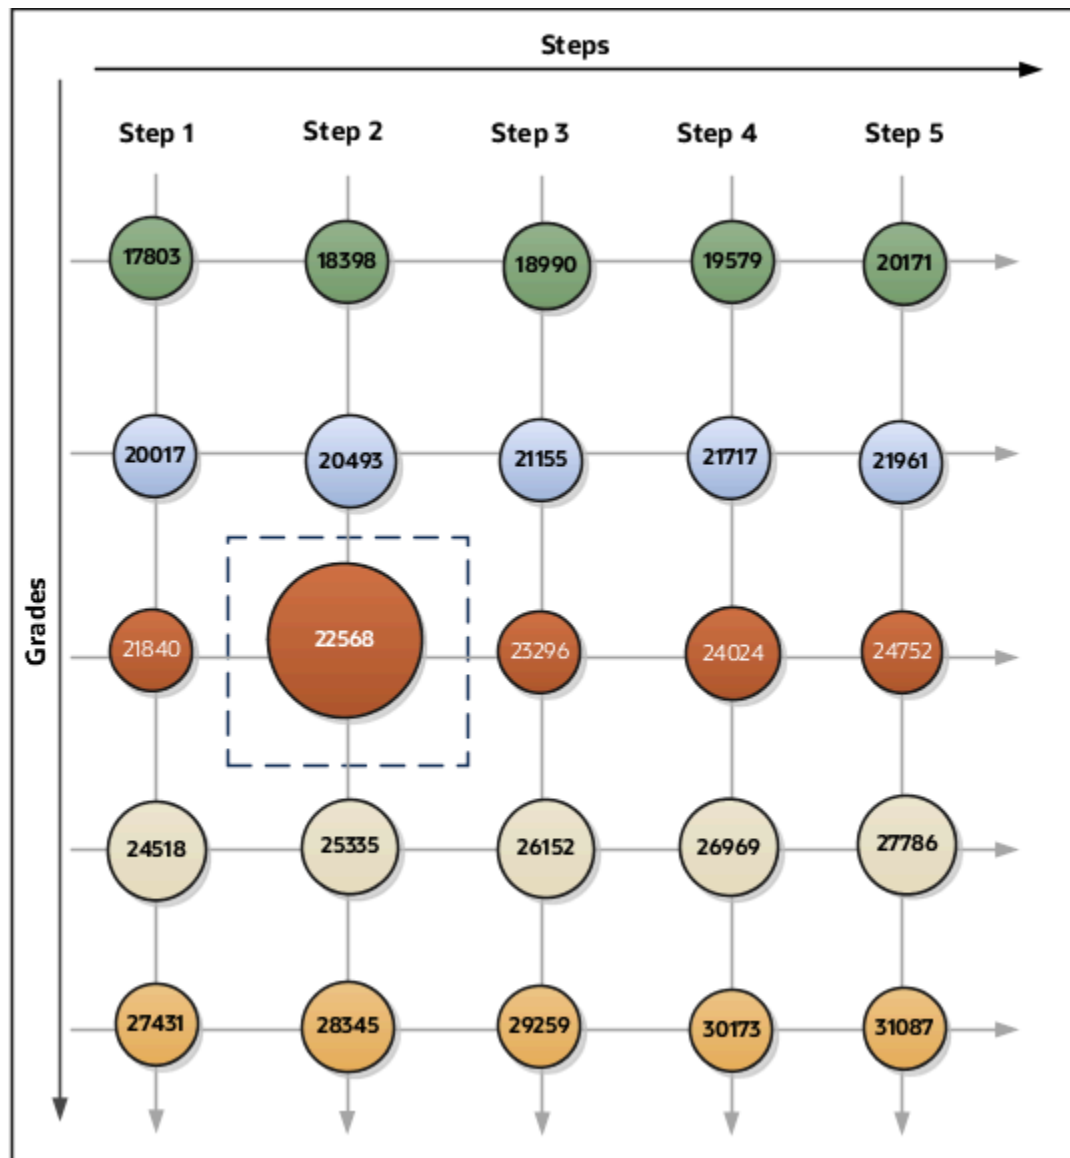 Steps
Step 1 Step 2 Step 3 Step 4 Step 5
17803 18398 18990 19579 20171
20017 20493 21155 21717 21961
Grades
21840 22568 23296 24024 24752
24518 25335 26152 26969 27786
27431 28345 29259 30173 31087